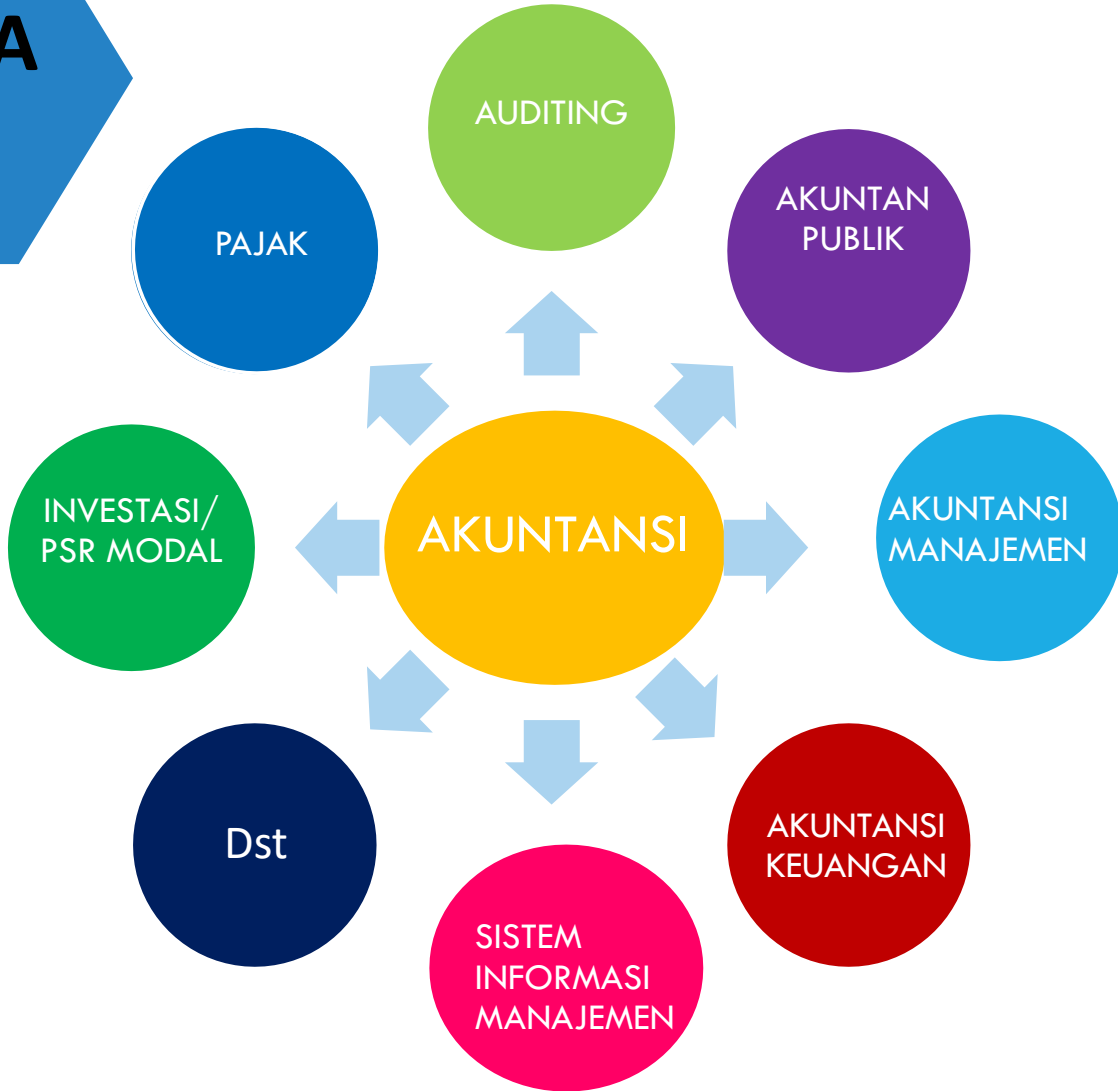 A
AUDITING
AKUNTAN
PUBLIK
PAJAK
INVESTASI/
PSR MODAL
AKUNTANSI
AKUNTANSI
MANAJEMEN
Dst
AKUNTANSI
KEUANGAN
SISTEM
INFORMASI
MANAJEMEN